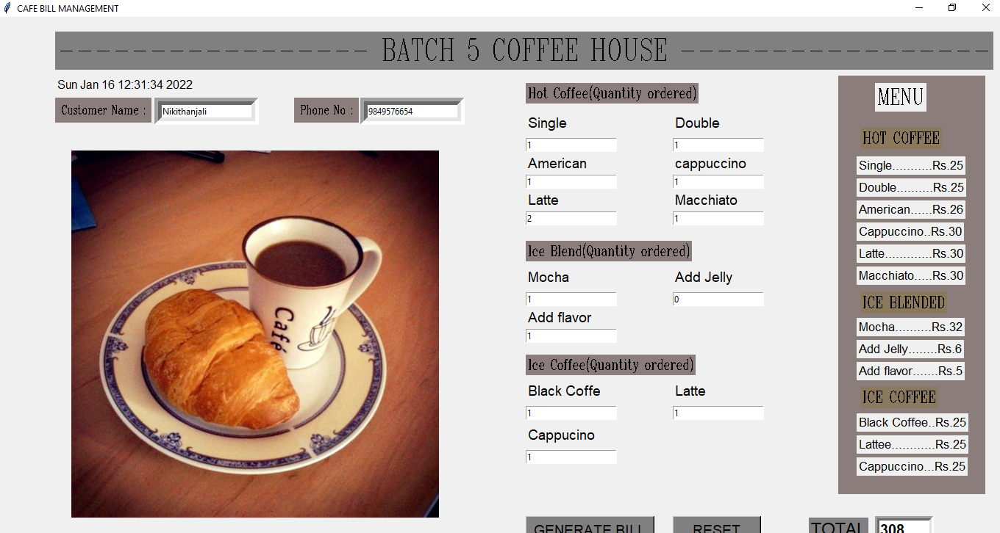 CAFE BILL MANAGEMENT
------------------ BATCH 5 COFFEE HOUSE ------------------
Sun Jan 16 12:31:34 2022
Customer Name : Nikithanjali Phone No : 9849576654
Hot Coffee(Quantity ordered)
Single Double
1 1
American cappuccino
1 1
Latte Macchiato
2 1
Ice Blend(Quantity ordered)
Mocha Add Jelly
1 0
Add flavor
1
Ice Coffee(Quantity ordered)
Black Coffe Latte
1 1
Cappucino
1
GENERATE BILL RESET TOTAL 308
MENU
HOT COFFEE
Single...........Rs.25
Double..........Rs.25
American......Rs.26
Cappuccino..Rs.30
Latte............Rs.30
Macchiato.....Rs.30
ICE BLENDED
Mocha..........Rs.32
Add Jelly........Rs.6
Add flavor.......Rs.5
ICE COFFEE
Black Coffee..Rs.25
Lattee............Rs.25
Cappuccino...Rs.25
Café